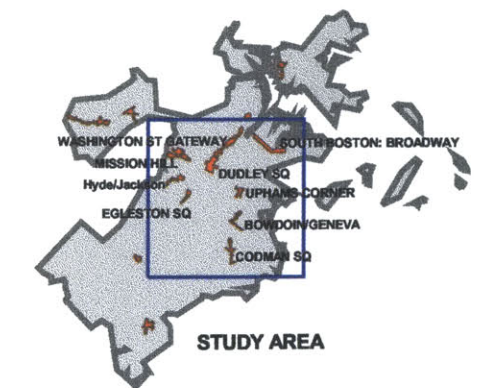 WASHINGTON ST GATEWAY
SOUTH BOSTON: BROADWAY
MISSION HILL
DUDLEY SQ
Hyde/Jackson
UPHAMS CORNER
EGLESTON SQ
BOWDOIN/GENEVA
CODMAN SQ
STUDY AREA